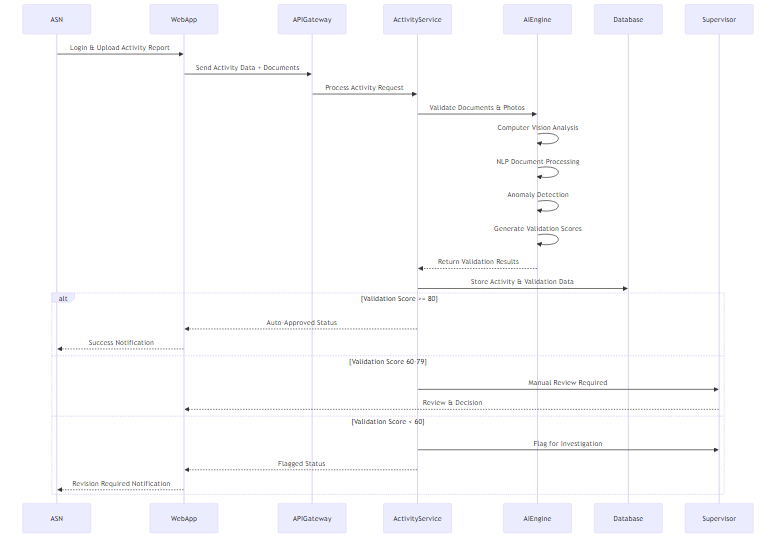 ASN WebApp APIGateway ActivityService AIEngine Database Supervisor
Login & Upload Activity Report
Send Activity Data + Documents
Process Activity Request
Validate Documents & Photos
Computer Vision Analysis
NLP Document Processing
Anomaly Detection
Generate Validation Scores
Return Validation Results
Store Activity & Validation Data
alt [Validation Score >= 80]
Auto-Approved Status
Success Notification
[Validation Score 60-79]
Manual Review Required
Review & Decision
[Validation Score < 60]
Flag for Investigation
Flagged Status
Revision Required Notification
ASN WebApp APIGateway ActivityService AIEngine Database Supervisor